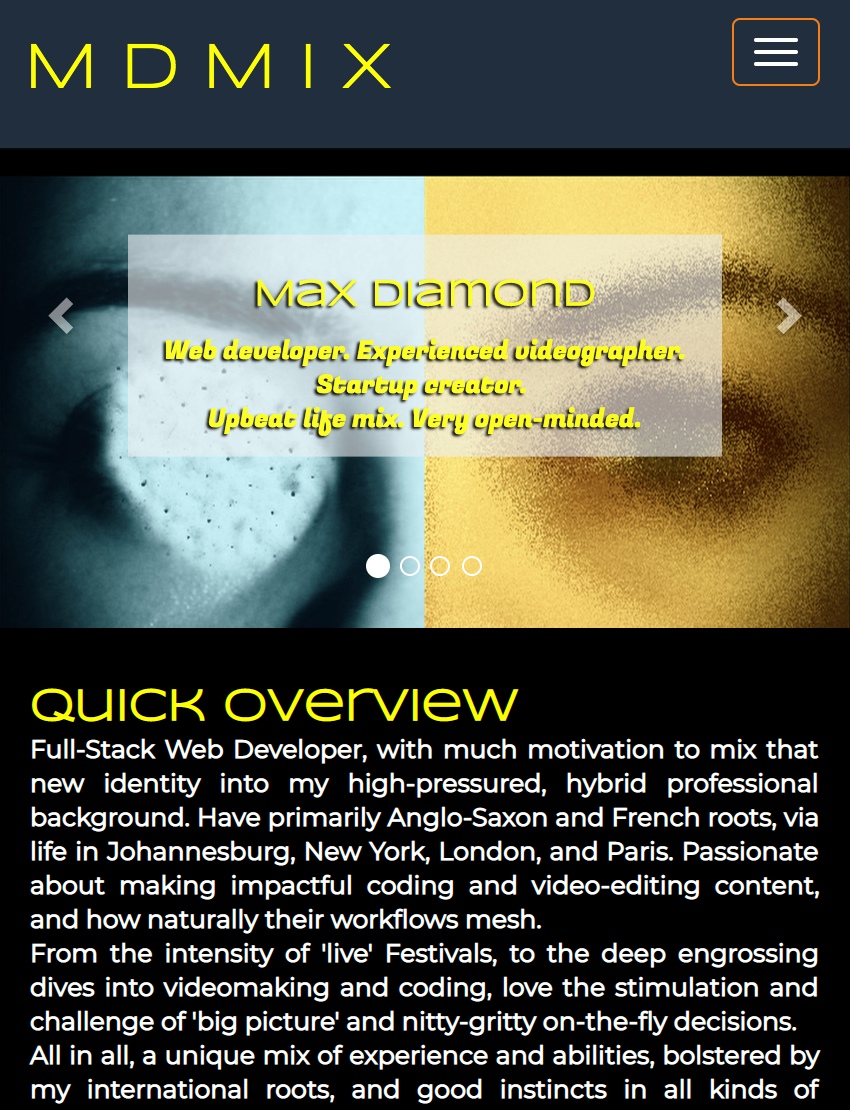 MDMIX
Max Diamond
Web developer. Experienced videographer.
Startup creator.
Upbeat life mix. Very open-minded.
Quick Overview
Full-Stack Web Developer, with much motivation to mix that
new identity into my high-pressured, hybrid professional
background. Have primarily Anglo-Saxon and French roots, via
life in Johannesburg, New York, London, and Paris. Passionate
about making impactful coding and video-editing content,
and how naturally their workflows mesh.
From the intensity of 'live' Festivals, to the deep engrossing
dives into videomaking and coding, love the stimulation and
challenge of 'big picture' and nitty-gritty on-the-fly decisions.
All in all, a unique mix of experience and abilities, bolstered by
my international roots, and good instincts in all kinds of